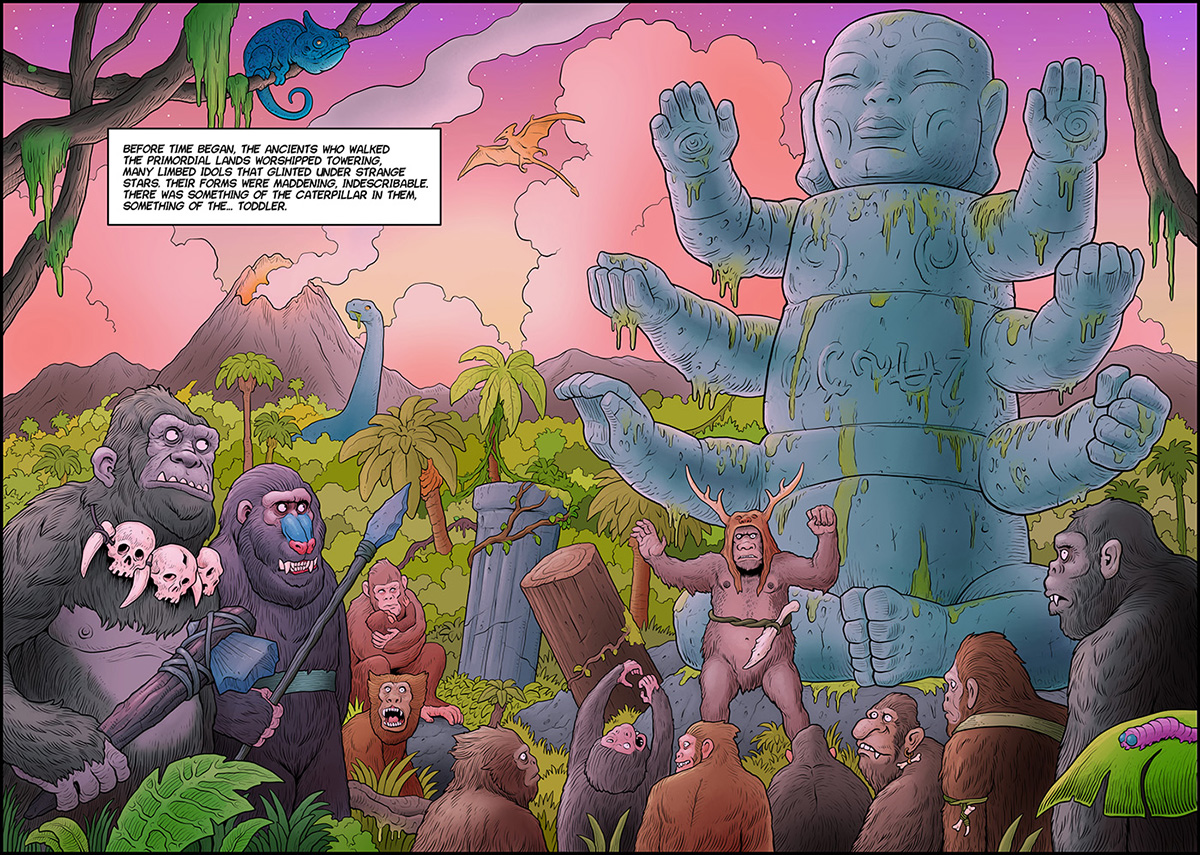 BEFORE TIME BEGAN, THE ANCIENTS WHO WALKED
THE PRIMORDIAL LANDS WORSHIPPED TOWERING,
MANY LIMBED IDOLS THAT GLINTED UNDER STRANGE
STARS. THEIR FORMS WERE MADDENING, INDESCRIBABLE.
THERE WAS SOMETHING OF THE CATERPILLAR IN THEM,
SOMETHING OF THE... TODDLER.